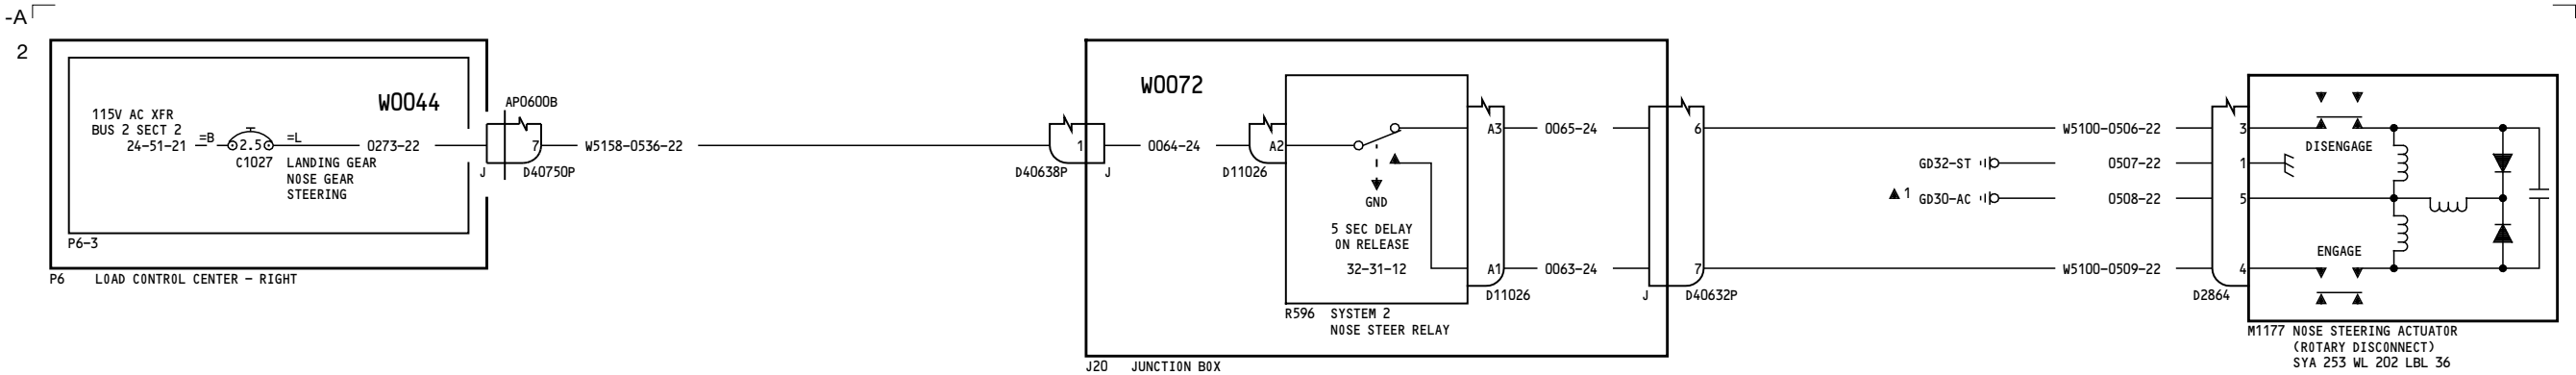 -A
2
115V AC XFR
BUS 2 SECT 2
24-51-21
=B
2.5
=L
C1027
LANDING GEAR
NOSE GEAR
STEERING
W0044
0273-22
P6-3
P6 LOAD CONTROL CENTER - RIGHT
AP0600B
7
J
D40750P
W5158-0536-22
1
D40638P
J
W0072
0064-24
A2
D11026
GND
5 SEC DELAY
ON RELEASE
32-31-12
A3
A1
D11026
R596 SYSTEM 2
NOSE STEER RELAY
0065-24
0063-24
J20 JUNCTION BOX
6
7
J
D40632P
W5100-0506-22
GD32-ST
0507-22
1 GD30-AC
0508-22
W5100-0509-22
3
1
5
4
D2864
DISENGAGE
ENGAGE
M1177 NOSE STEERING ACTUATOR
(ROTARY DISCONNECT)
SYA 253 WL 202 LBL 36